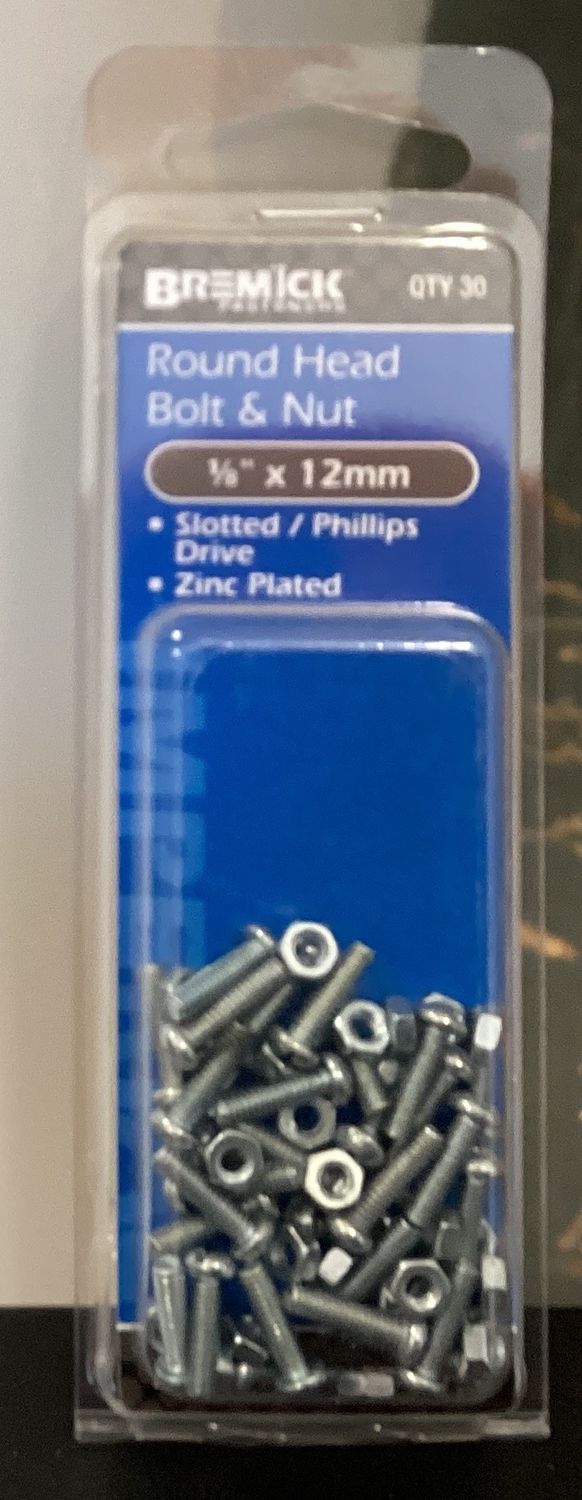 BREMICK QTY 30
FASTENERS
Round Head
Bolt & Nut
⅛" x 12mm
• Slotted / Phillips
Drive
• Zinc Plated